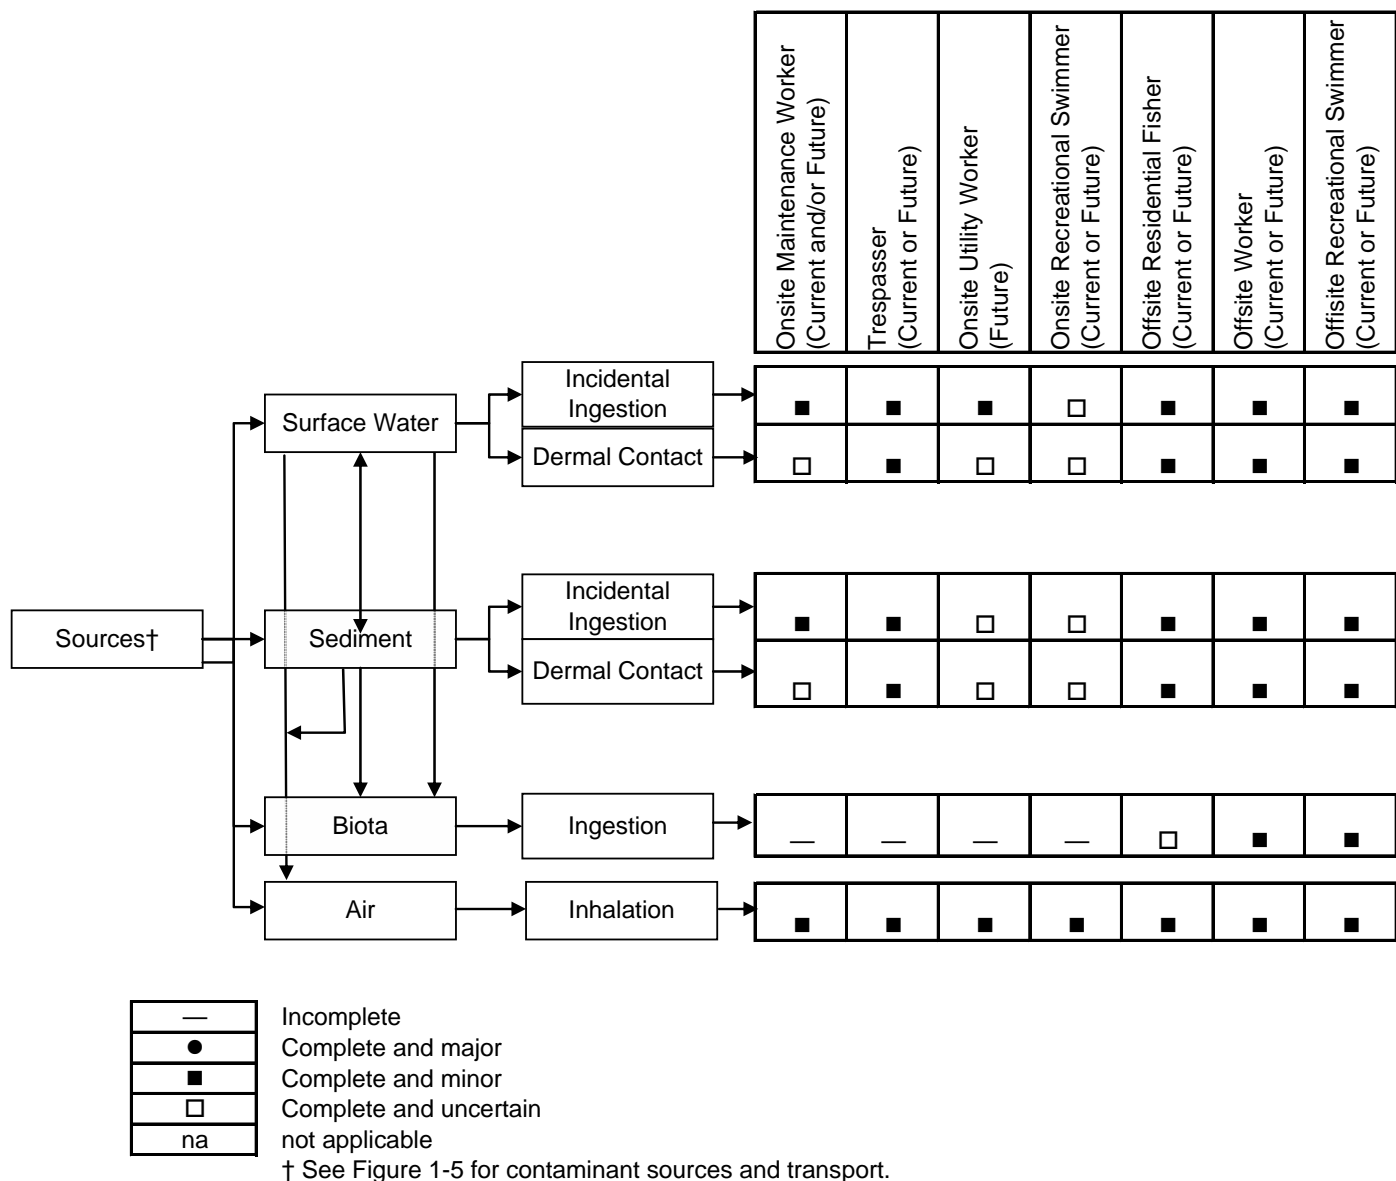 Onsite Maintenance Worker
(Current and/or Future)
Trespasser
(Current or Future)
Onsite Utility Worker
(Future)
Onsite Recreational Swimmer
(Current or Future)
Offsite Residential Fisher
(Current or Future)
Offsite Worker
(Current or Future)
Offisite Recreational Swimmer
(Current or Future)
Surface Water
Incidental
Ingestion
■ ■ ■ □ ■ ■ ■
Dermal Contact
□ ■ □ □ ■ ■ ■
Sources†
Sediment
Incidental
Ingestion
■ ■ □ □ ■ ■ ■
Dermal Contact
□ ■ □ □ ■ ■ ■
Biota
Ingestion
— — — — □ ■ ■
Air
Inhalation
■ ■ ■ ■ ■ ■ ■
— Incomplete
● Complete and major
■ Complete and minor
□ Complete and uncertain
na not applicable
† See Figure 1-5 for contaminant sources and transport.